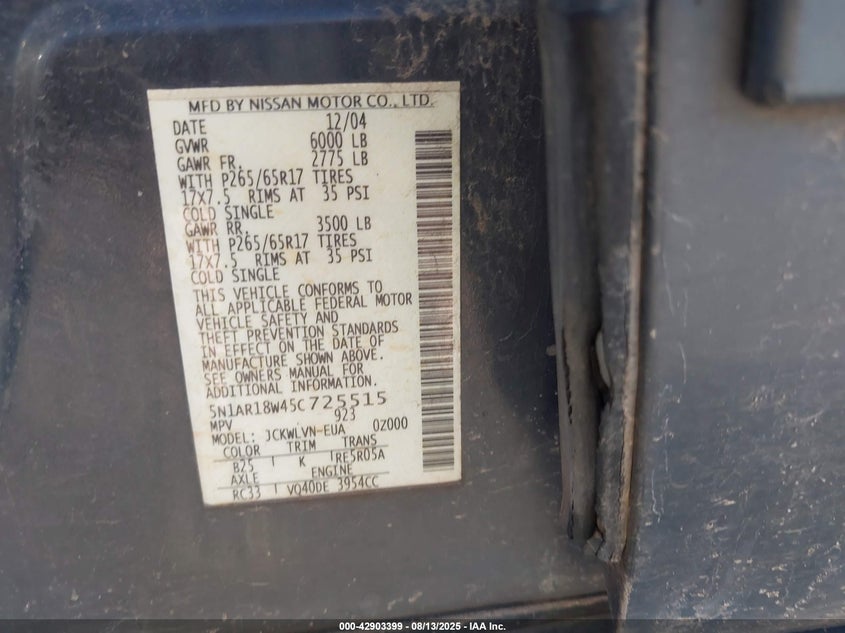 MFD BY NISSAN MOTOR CO., LTD.
DATE 12/04
GVWR 6000 LB
GAWR FR. 2775 LB
WITH P265/65R17 TIRES
17X7.5 RIMS AT 35 PSI
COLD SINGLE
GAWR RR. 3500 LB
WITH P265/65R17 TIRES
17X7.5 RIMS AT 35 PSI
COLD SINGLE
THIS VEHICLE CONFORMS TO
ALL APPLICABLE FEDERAL MOTOR
VEHICLE SAFETY AND
THEFT PREVENTION STANDARDS
IN EFFECT ON THE DATE OF
MANUFACTURE SHOWN ABOVE.
SEE OWNERS MANUAL FOR
ADDITIONAL INFORMATION.
5N1AR18W45C725515
MPV 923
MODEL: JCKWLVN-EUA 0Z000
COLOR TRIM TRANS
B25 K RE5R05A
AXLE ENGINE
RC33 VQ40DE 3954CC
000-42903399 - 08/13/2025 - IAA Inc.